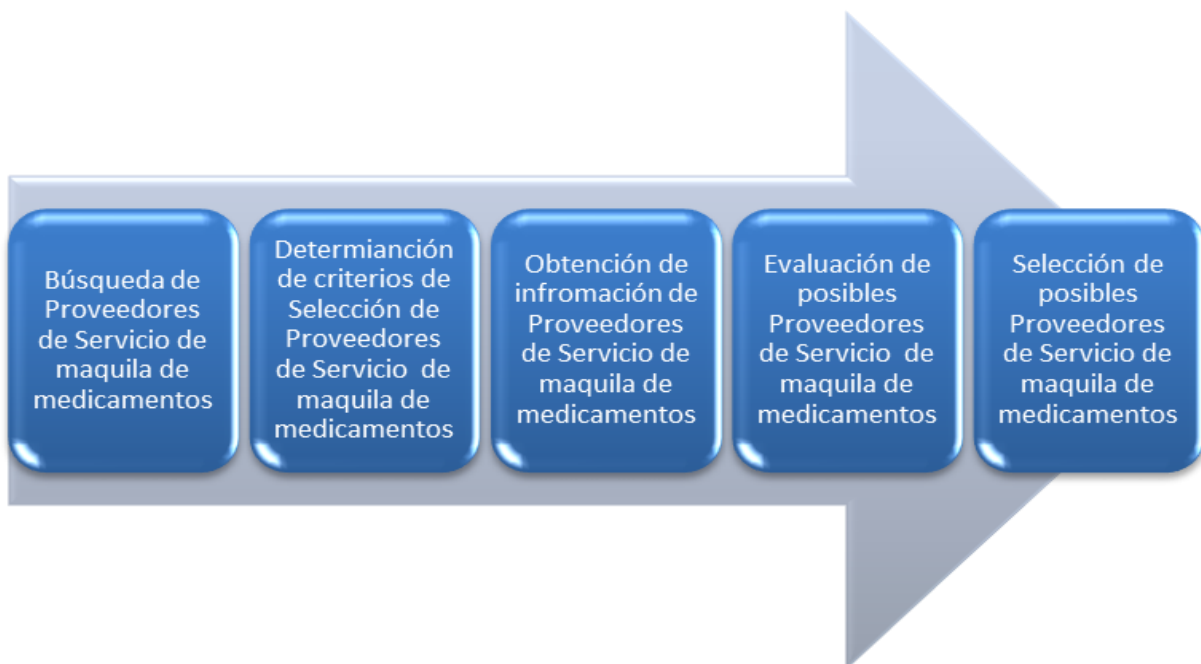 Búsqueda de
Proveedores
de Servicio de
maquila de
medicamentos
Determianción
de criterios de
Selección de
Proveedores
de Servicio de
maquila de
medicamentos
Obtención de
infromación de
Proveedores
de Servicio de
maquila de
medicamentos
Evaluación de
posibles
Proveedores
de Servicio de
maquila de
medicamentos
Selección de
posibles
Proveedores
de Servicio de
maquila de
medicamentos